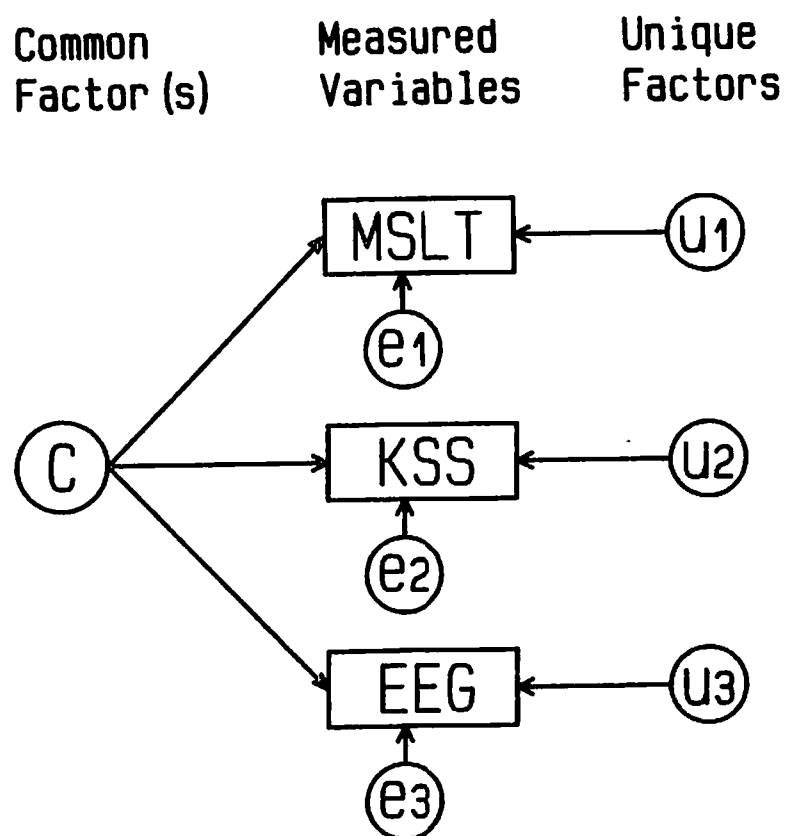 Common Factor (s)
Measured Variables
Unique Factors
MSLT
u1
e1
C
KSS
u2
e2
EEG
u3
e3